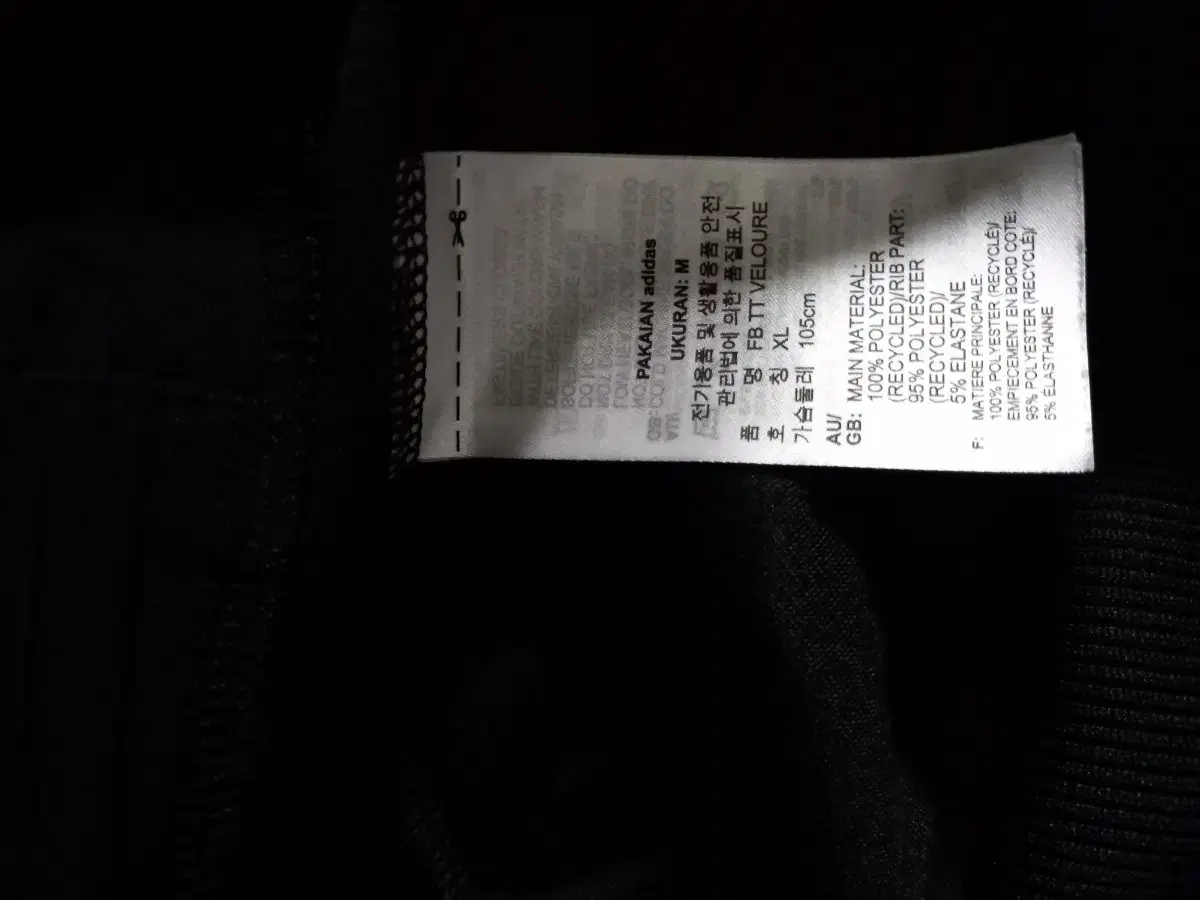 PAKAIAN adidas
UKURAN: M
전기용품 및 생활용품 안전
관리법에 의한 품질표시
품 명 FB TT VELOURE
호 칭 XL
가슴둘레 105cm
AU/
GB: MAIN MATERIAL:
100% POLYESTER
(RECYCLED)/RIB PART:
95% POLYESTER
(RECYCLED)/
5% ELASTANE
F: MATIÈRE PRINCIPALE:
100% POLYESTER (RECYCLÉ)/
EMPIECEMENT EN BORD COTE:
95% POLYESTER (RECYCLÉ)/
5% ÉLASTHANNE